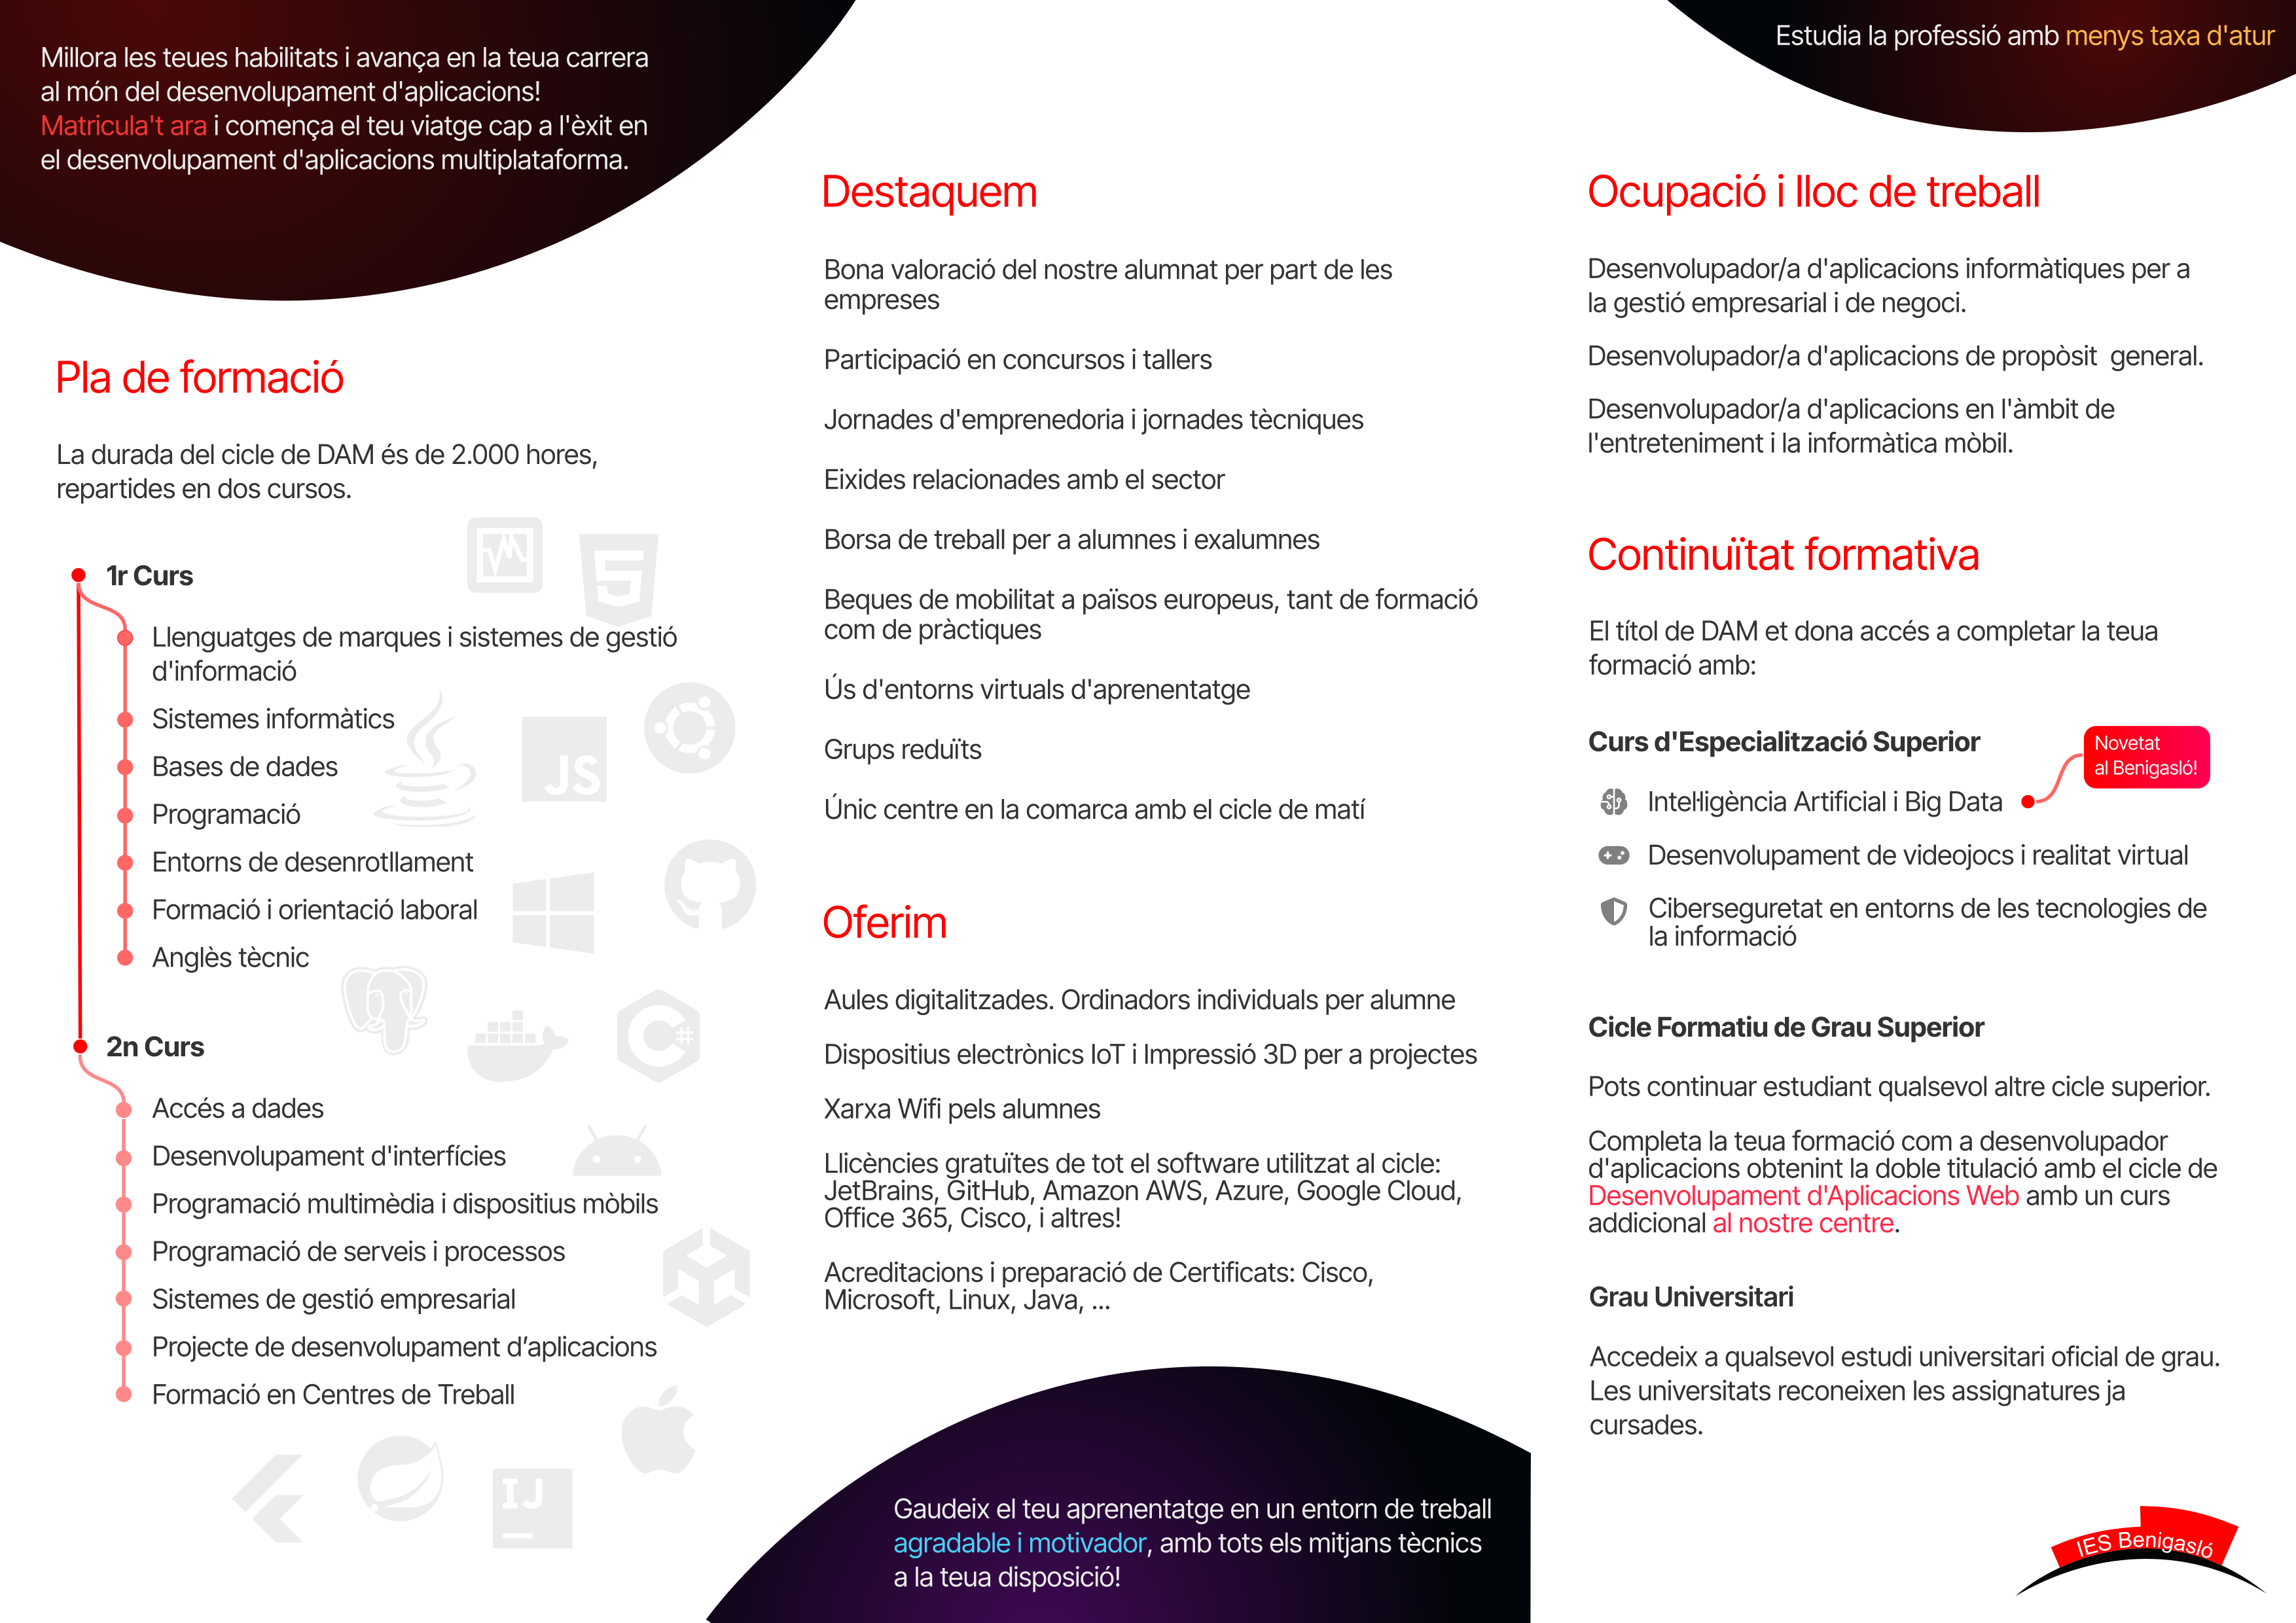 Millora les teues habilitats i avança en la teua carrera
al món del desenvolupament d'aplicacions!
Matricula't ara i comença el teu viatge cap a l'èxit en
el desenvolupament d'aplicacions multiplataforma.
Pla de formació
La durada del cicle de DAM és de 2.000 hores,
repartides en dos cursos.
1r Curs
Llenguatges de marques i sistemes de gestió
d'informació
Sistemes informàtics
Bases de dades
Programació
Entorns de desenrotllament
Formació i orientació laboral
Anglès tècnic
JS
C#
2n Curs
Accés a dades
Desenvolupament d'interfícies
Programació multimèdia i dispositius mòbils
Programació de serveis i processos
Sistemes de gestió empresarial
Projecte de desenvolupament d’aplicacions
Formació en Centres de Treball
IJ
Destaquem
Bona valoració del nostre alumnat per part de les
empreses
Participació en concursos i tallers
Jornades d'emprenedoria i jornades tècniques
Eixides relacionades amb el sector
Borsa de treball per a alumnes i exalumnes
Beques de mobilitat a països europeus, tant de formació
com de pràctiques
Ús d'entorns virtuals d'aprenentatge
Grups reduïts
Únic centre en la comarca amb el cicle de matí
Oferim
Aules digitalitzades. Ordinadors individuals per alumne
Dispositius electrònics IoT i Impressió 3D per a projectes
Xarxa Wifi pels alumnes
Llicències gratuïtes de tot el software utilitzat al cicle:
JetBrains, GitHub, Amazon AWS, Azure, Google Cloud,
Office 365, Cisco, i altres!
Acreditacions i preparació de Certificats: Cisco,
Microsoft, Linux, Java, ...
Gaudeix el teu aprenentatge en un entorn de treball
agradable i motivador, amb tots els mitjans tècnics
a la teua disposició!
Estudia la professió amb menys taxa d'atur
Ocupació i lloc de treball
Desenvolupador/a d'aplicacions informàtiques per a
la gestió empresarial i de negoci.
Desenvolupador/a d'aplicacions de propòsit  general.
Desenvolupador/a d'aplicacions en l'àmbit de
l'entreteniment i la informàtica mòbil.
Continuïtat formativa
El títol de DAM et dona accés a completar la teua
formació amb:
Curs d'Especialització Superior
Novetat
al Benigasló!
Intel·ligència Artificial i Big Data
Desenvolupament de videojocs i realitat virtual
Ciberseguretat en entorns de les tecnologies de
la informació
Cicle Formatiu de Grau Superior
Pots continuar estudiant qualsevol altre cicle superior.
Completa la teua formació com a desenvolupador
d'aplicacions obtenint la doble titulació amb el cicle de
Desenvolupament d'Aplicacions Web amb un curs
addicional al nostre centre.
Grau Universitari
Accedeix a qualsevol estudi universitari oficial de grau.
Les universitats reconeixen les assignatures ja
cursades.
IES Benigasló